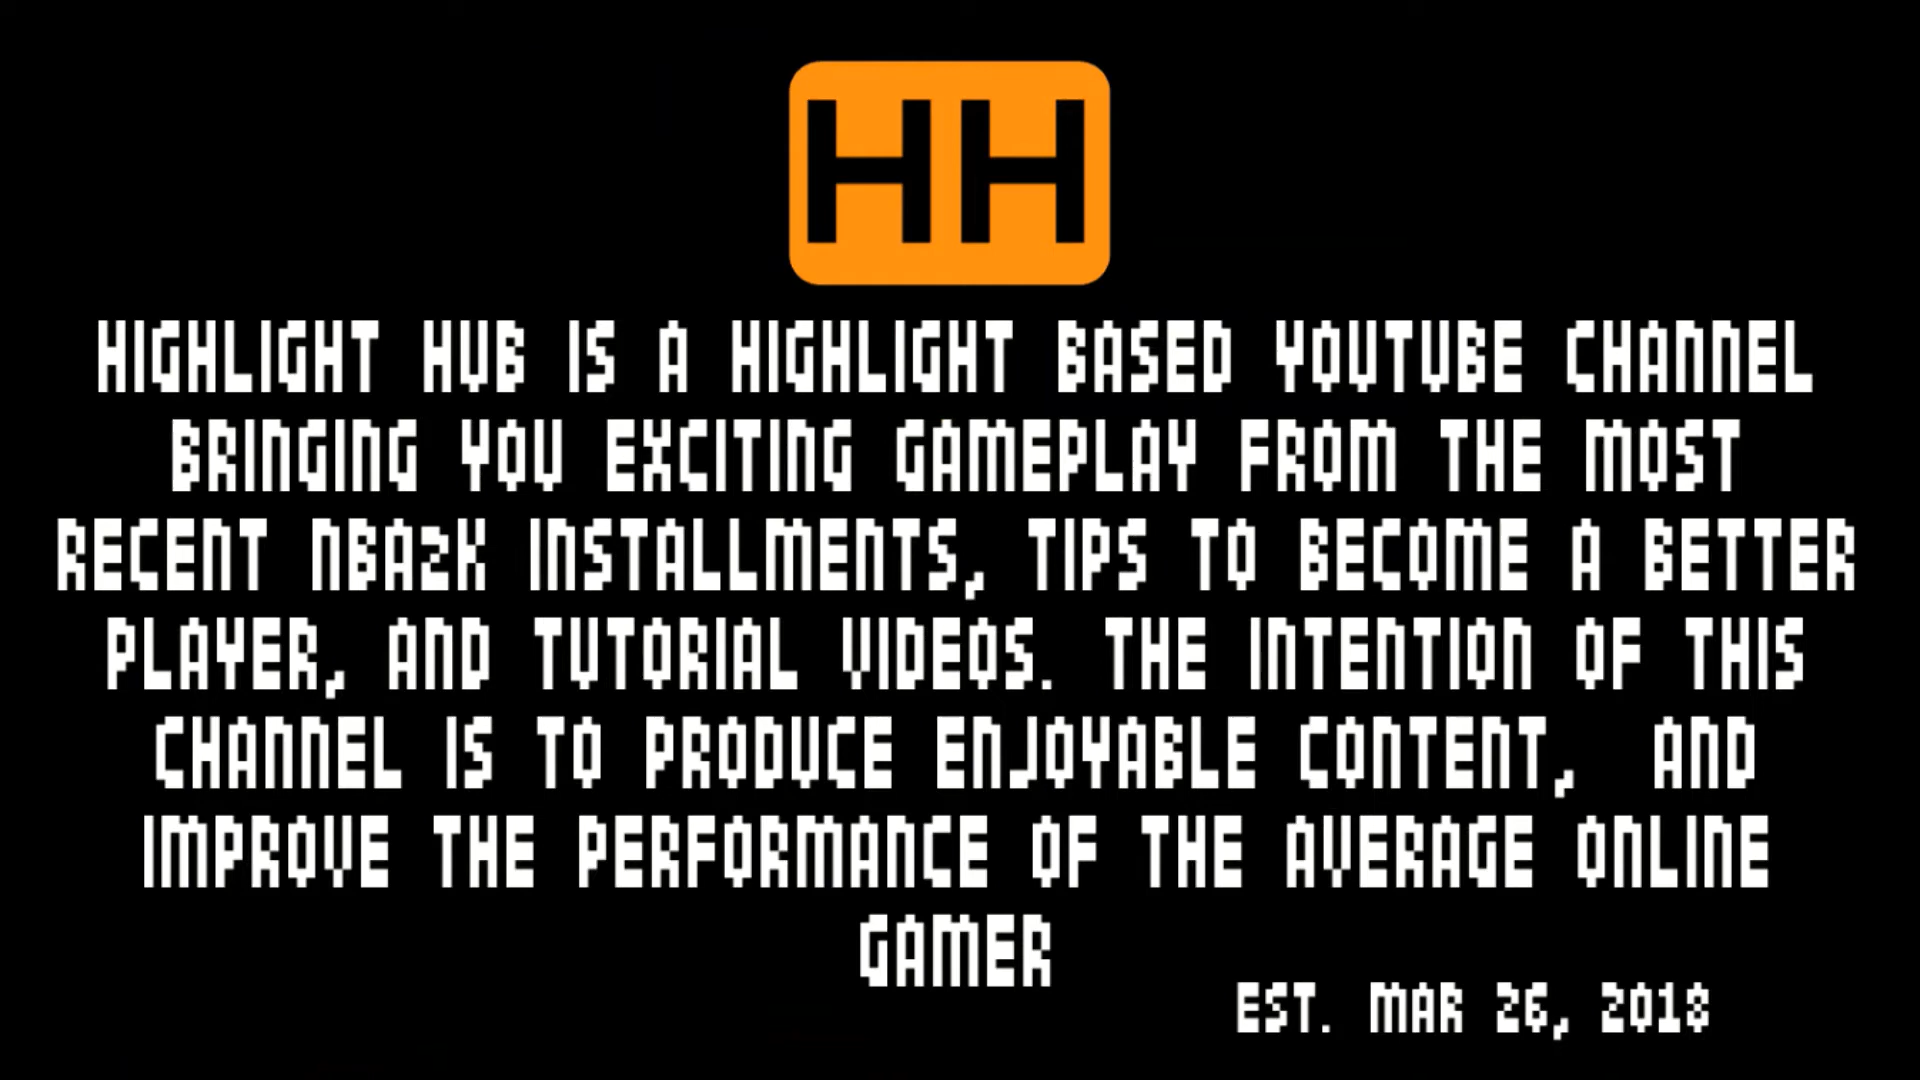 HH
HIGHLIGHT HUB IS A HIGHLIGHT BASED YOUTUBE CHANNEL
BRINGING YOU EXCITING GAMEPLAY FROM THE MOST
RECENT NBA2K INSTALLMENTS, TIPS TO BECOME A BETTER
PLAYER, AND TUTORIAL VIDEOS. THE INTENTION OF THIS
CHANNEL IS TO PRODUCE ENJOYABLE CONTENT, AND
IMPROVE THE PERFORMANCE OF THE AVERAGE ONLINE
GAMER
EST. MAR 26, 2018